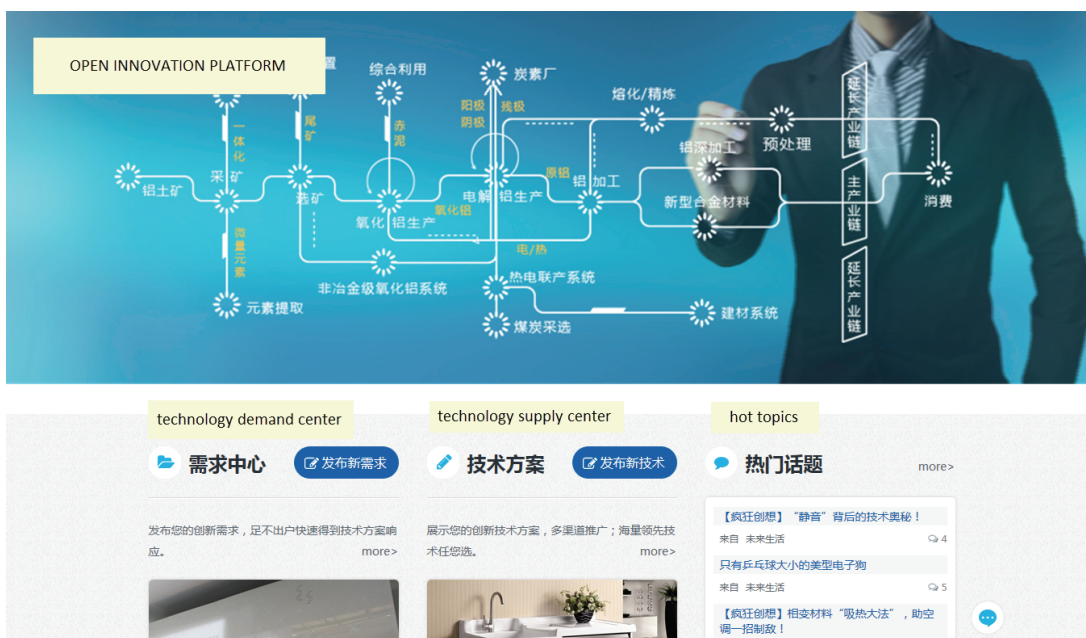 OPEN INNOVATION PLATFORM
置
综合利用
炭素厂
阳极
残极
阴极
熔化/精炼
延长产业链
尾矿
赤泥
一体化
铝深加工
预处理
采矿
原铝
铝加工
主产业链
铝土矿
选矿
电解铝生产
新型合金材料
消费
氧化铝
氧化铝生产
微量元素
电/热
非冶金级氧化铝系统
热电联产系统
延长产业链
元素提取
煤炭采选
建材系统
technology demand center
technology supply center
hot topics
需求中心
发布新需求
技术方案
发布新技术
热门话题
more>
发布您的创新需求，足不出户快速得到技术方案响
应。
more>
展示您的创新技术方案，多渠道推广；海量领先技
术任您选。
more>
【疯狂创想】“静音”背后的技术奥秘！
来自 未来生活
4
只有乒乓球大小的美型电子狗
来自 未来生活
5
【疯狂创想】相变材料“吸热大法”，助空
调一招制敌！